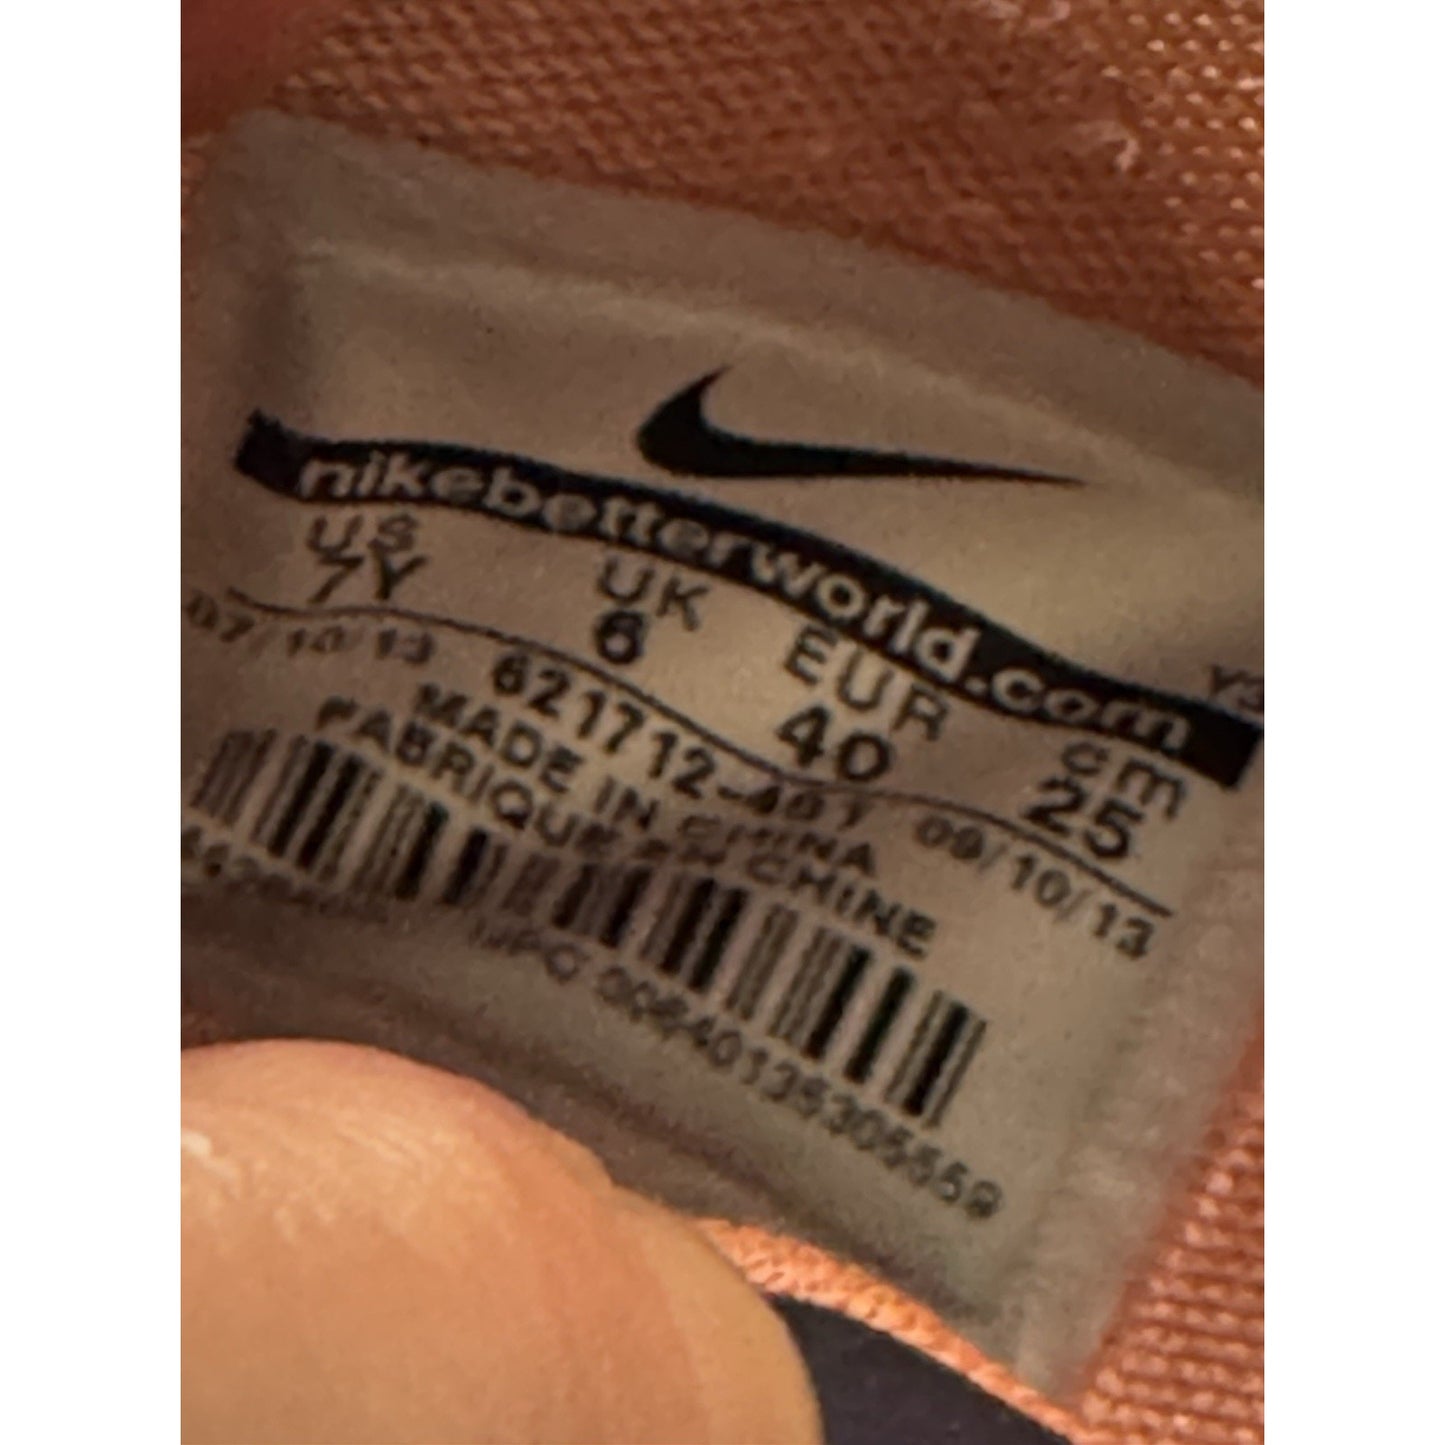 nikebetterworld.com
US UK EUR cm
7Y 6 40 25
07/10/13 621712-401 09/10/13
MADE IN CHINA
FABRIQUE EN CHINE